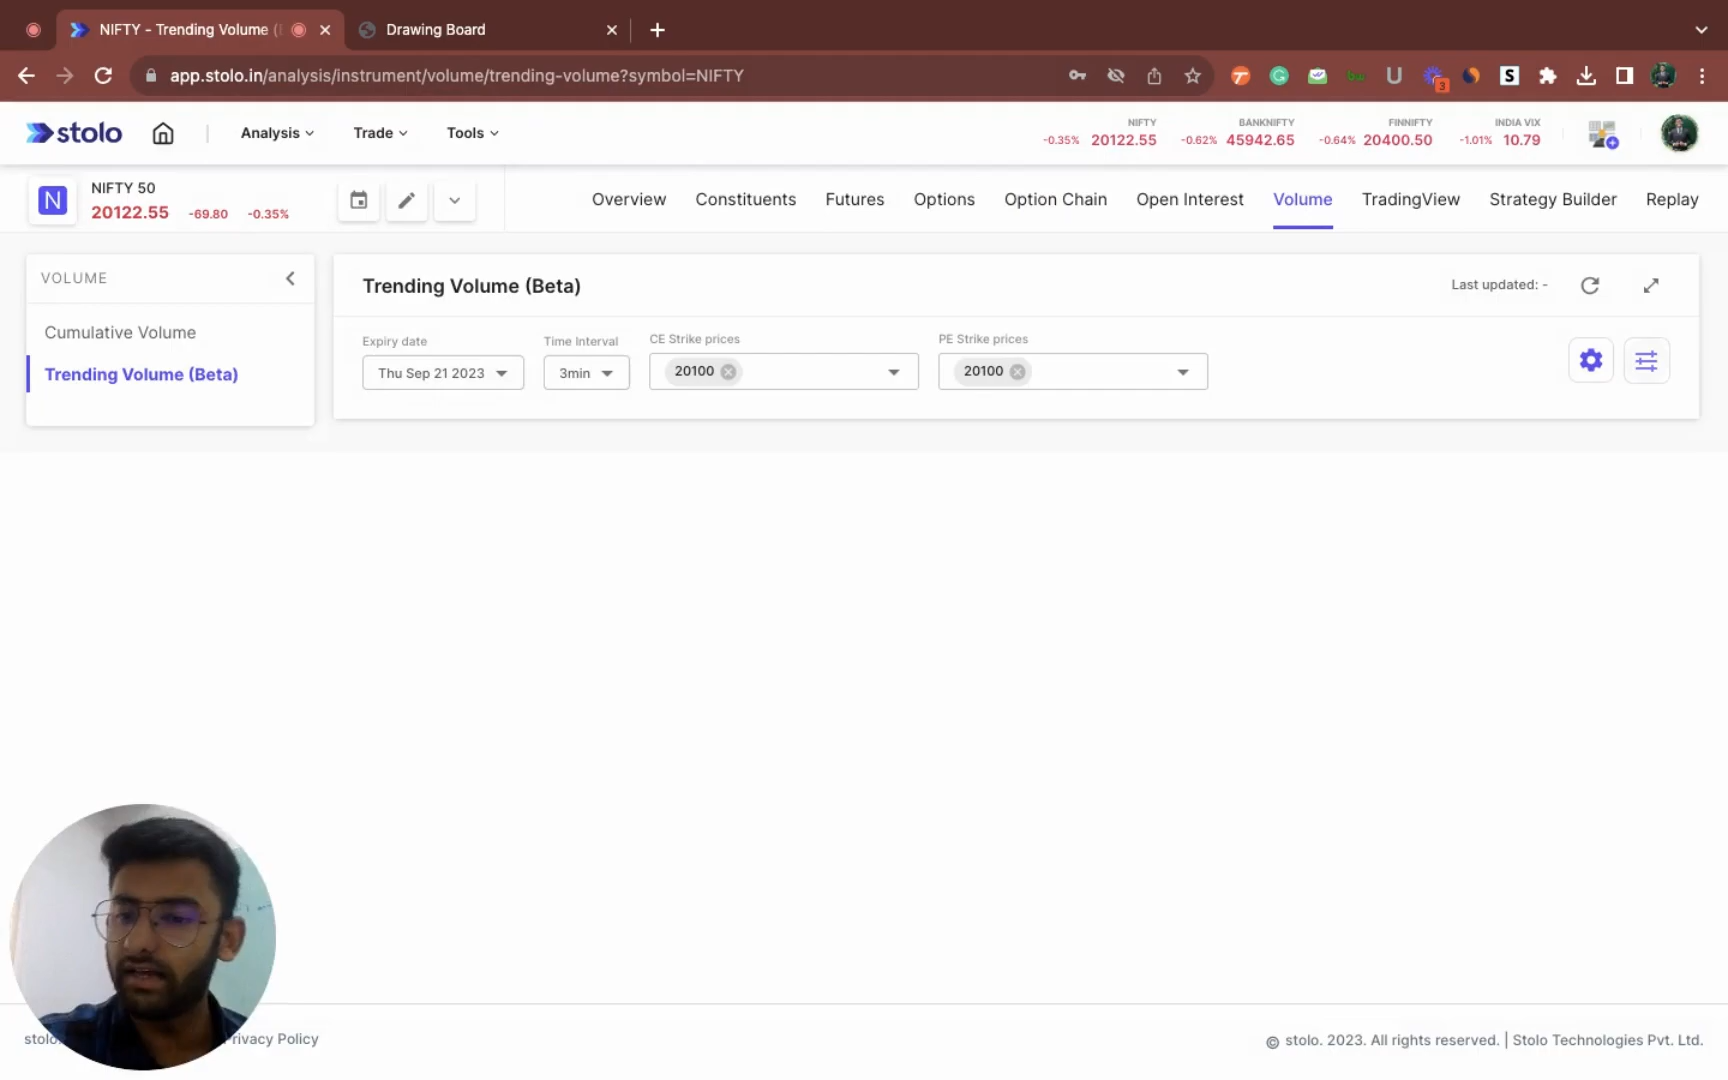 NIFTY - Trending Volume (
Drawing Board
app.stolo.in/analysis/instrument/volume/trending-volume?symbol=NIFTY
3
stolo
Analysis
Trade
Tools
NIFTY
-0.35% 20122.55
BANKNIFTY
-0.62% 45942.65
FINNIFTY
-0.64% 20400.50
INDIA VIX
-1.01% 10.79
N
NIFTY 50
20122.55 -69.80 -0.35%
Overview
Constituents
Futures
Options
Option Chain
Open Interest
Volume
TradingView
Strategy Builder
Replay
VOLUME
Cumulative Volume
Trending Volume (Beta)
Trending Volume (Beta)
Last updated: -
Expiry date
Thu Sep 21 2023
Time Interval
3min
CE Strike prices
20100
PE Strike prices
20100
stolo.
Privacy Policy
© stolo. 2023. All rights reserved. | Stolo Technologies Pvt. Ltd.